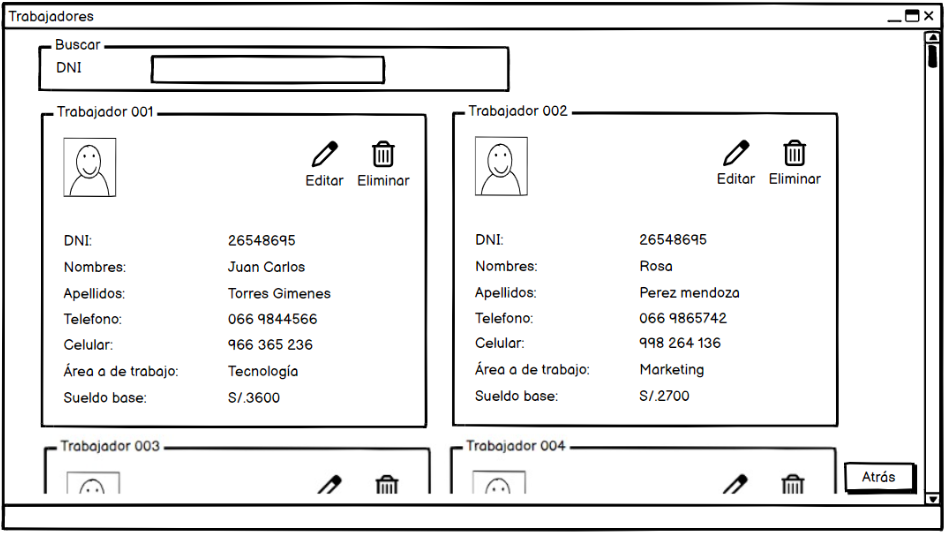 Trabajadores
Buscar
DNI
Trabajador 001
Editar Eliminar
DNI: 26548695
Nombres: Juan Carlos
Apellidos: Torres Gimenes
Telefono: 066 9844566
Celular: 966 365 236
Área a de trabajo: Tecnología
Sueldo base: S/.3600
Trabajador 002
Editar Eliminar
DNI: 26548695
Nombres: Rosa
Apellidos: Perez mendoza
Telefono: 066 9865742
Celular: 998 264 136
Área a de trabajo: Marketing
Sueldo base: S/.2700
Trabajador 003
Trabajador 004
Atrás